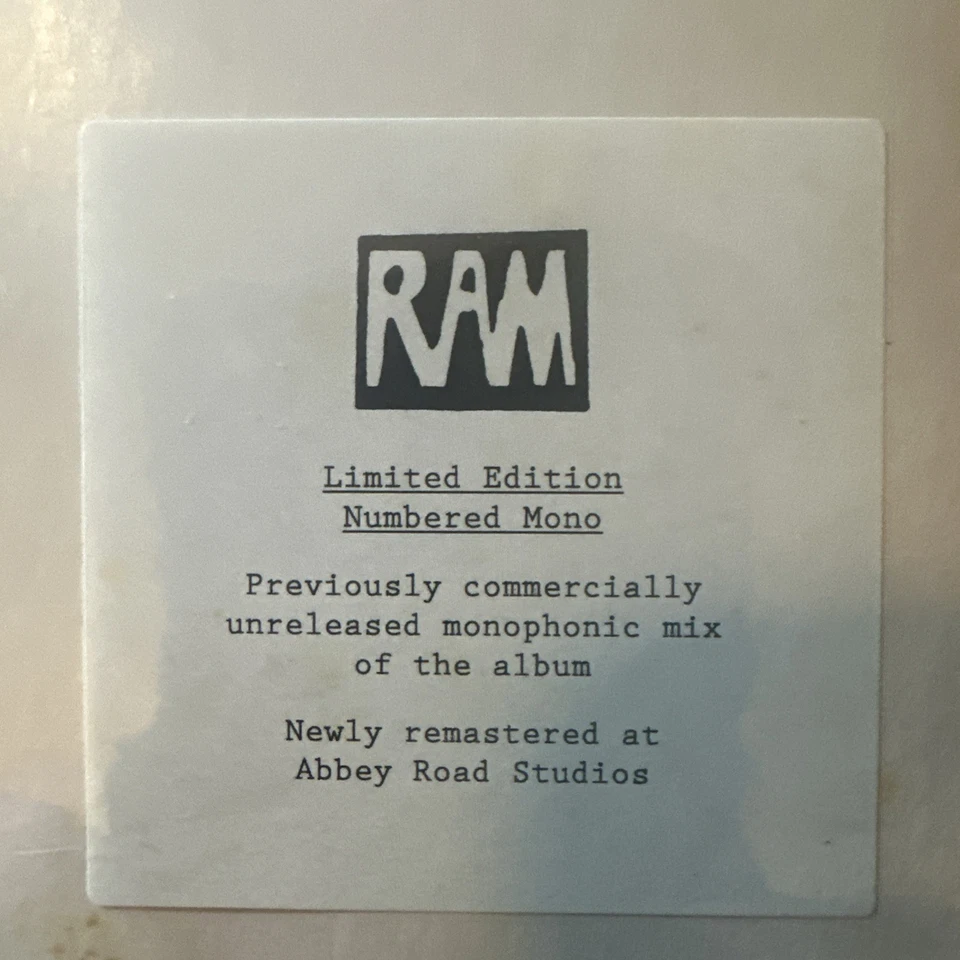 RAM
Limited Edition
Numbered Mono
Previously commercially
unreleased monophonic mix
of the album
Newly remastered at
Abbey Road Studios